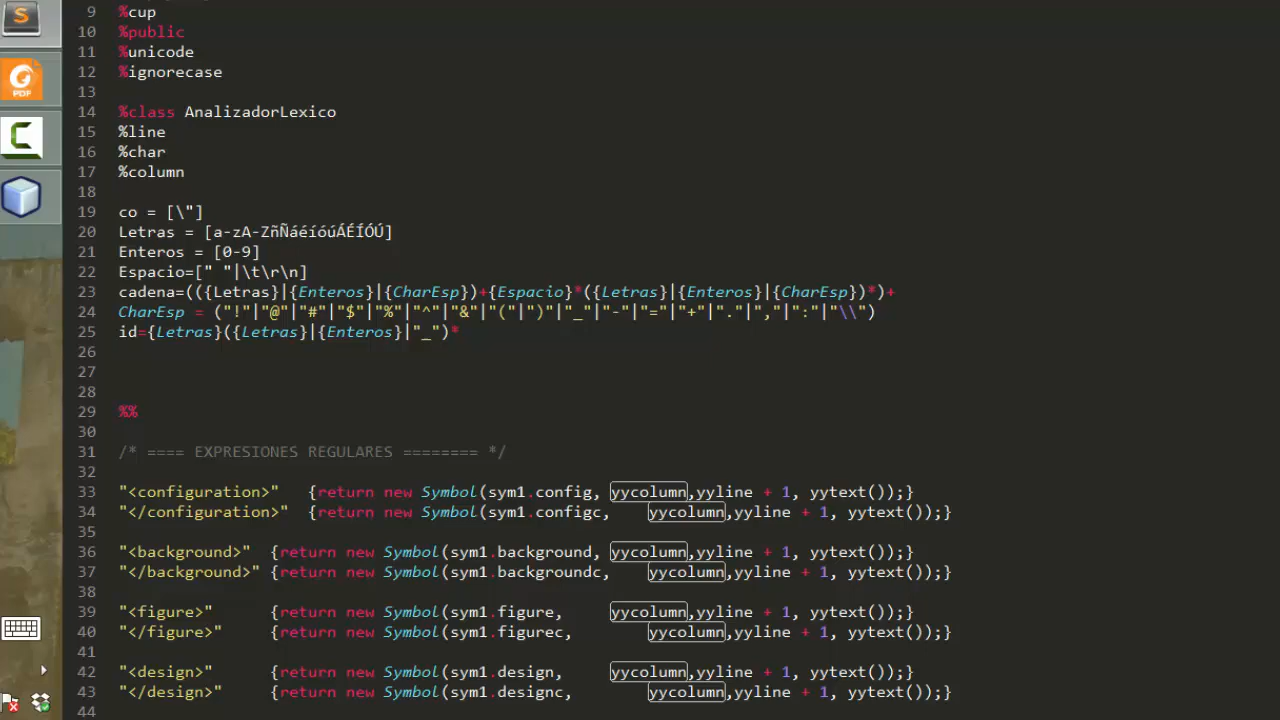 9 %cup
10 %public
11 %unicode
12 %ignorecase
13
14 %class AnalizadorLexico
15 %line
16 %char
17 %column
18
19 co = [\"]
20 Letras = [a-zA-ZñÑáéíóúÁÉÍÓÚ]
21 Enteros = [0-9]
22 Espacio=[" "|\t\r\n]
23 cadena=(({Letras}|{Enteros}|{CharEsp})+{Espacio}*({Letras}|{Enteros}|{CharEsp})*)+
24 CharEsp = ("!"|"@"|"#"|"$"|"%"|"^"|"&"|"("|")"|"_"|"-"|"="|"+"|"."|","|":"|"\\")
25 id={Letras}({Letras}|{Enteros}|"_")*
26
27
28
29 %%
30
31 /* ==== EXPRESIONES REGULARES ======== */
32
33 "<configuration>" {return new Symbol(sym1.config, yycolumn,yyline + 1, yytext());}
34 "</configuration>" {return new Symbol(sym1.configc, yycolumn,yyline + 1, yytext());}
35
36 "<background>" {return new Symbol(sym1.background, yycolumn,yyline + 1, yytext());}
37 "</background>" {return new Symbol(sym1.backgroundc, yycolumn,yyline + 1, yytext());}
38
39 "<figure>" {return new Symbol(sym1.figure, yycolumn,yyline + 1, yytext());}
40 "</figure>" {return new Symbol(sym1.figurec, yycolumn,yyline + 1, yytext());}
41
42 "<design>" {return new Symbol(sym1.design, yycolumn,yyline + 1, yytext());}
43 "</design>" {return new Symbol(sym1.designc, yycolumn,yyline + 1, yytext());}
44
PDF